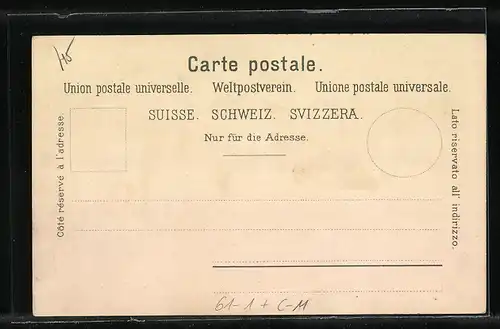 45
Carte postale.
Union postale universelle. Weltpostverein. Unione postale universale.
SUISSE. SCHWEIZ. SVIZZERA.
Nur für die Adresse.
Côté réservé à l'adresse.
Lato riservato all' indirizzo.
61-1 + C-M